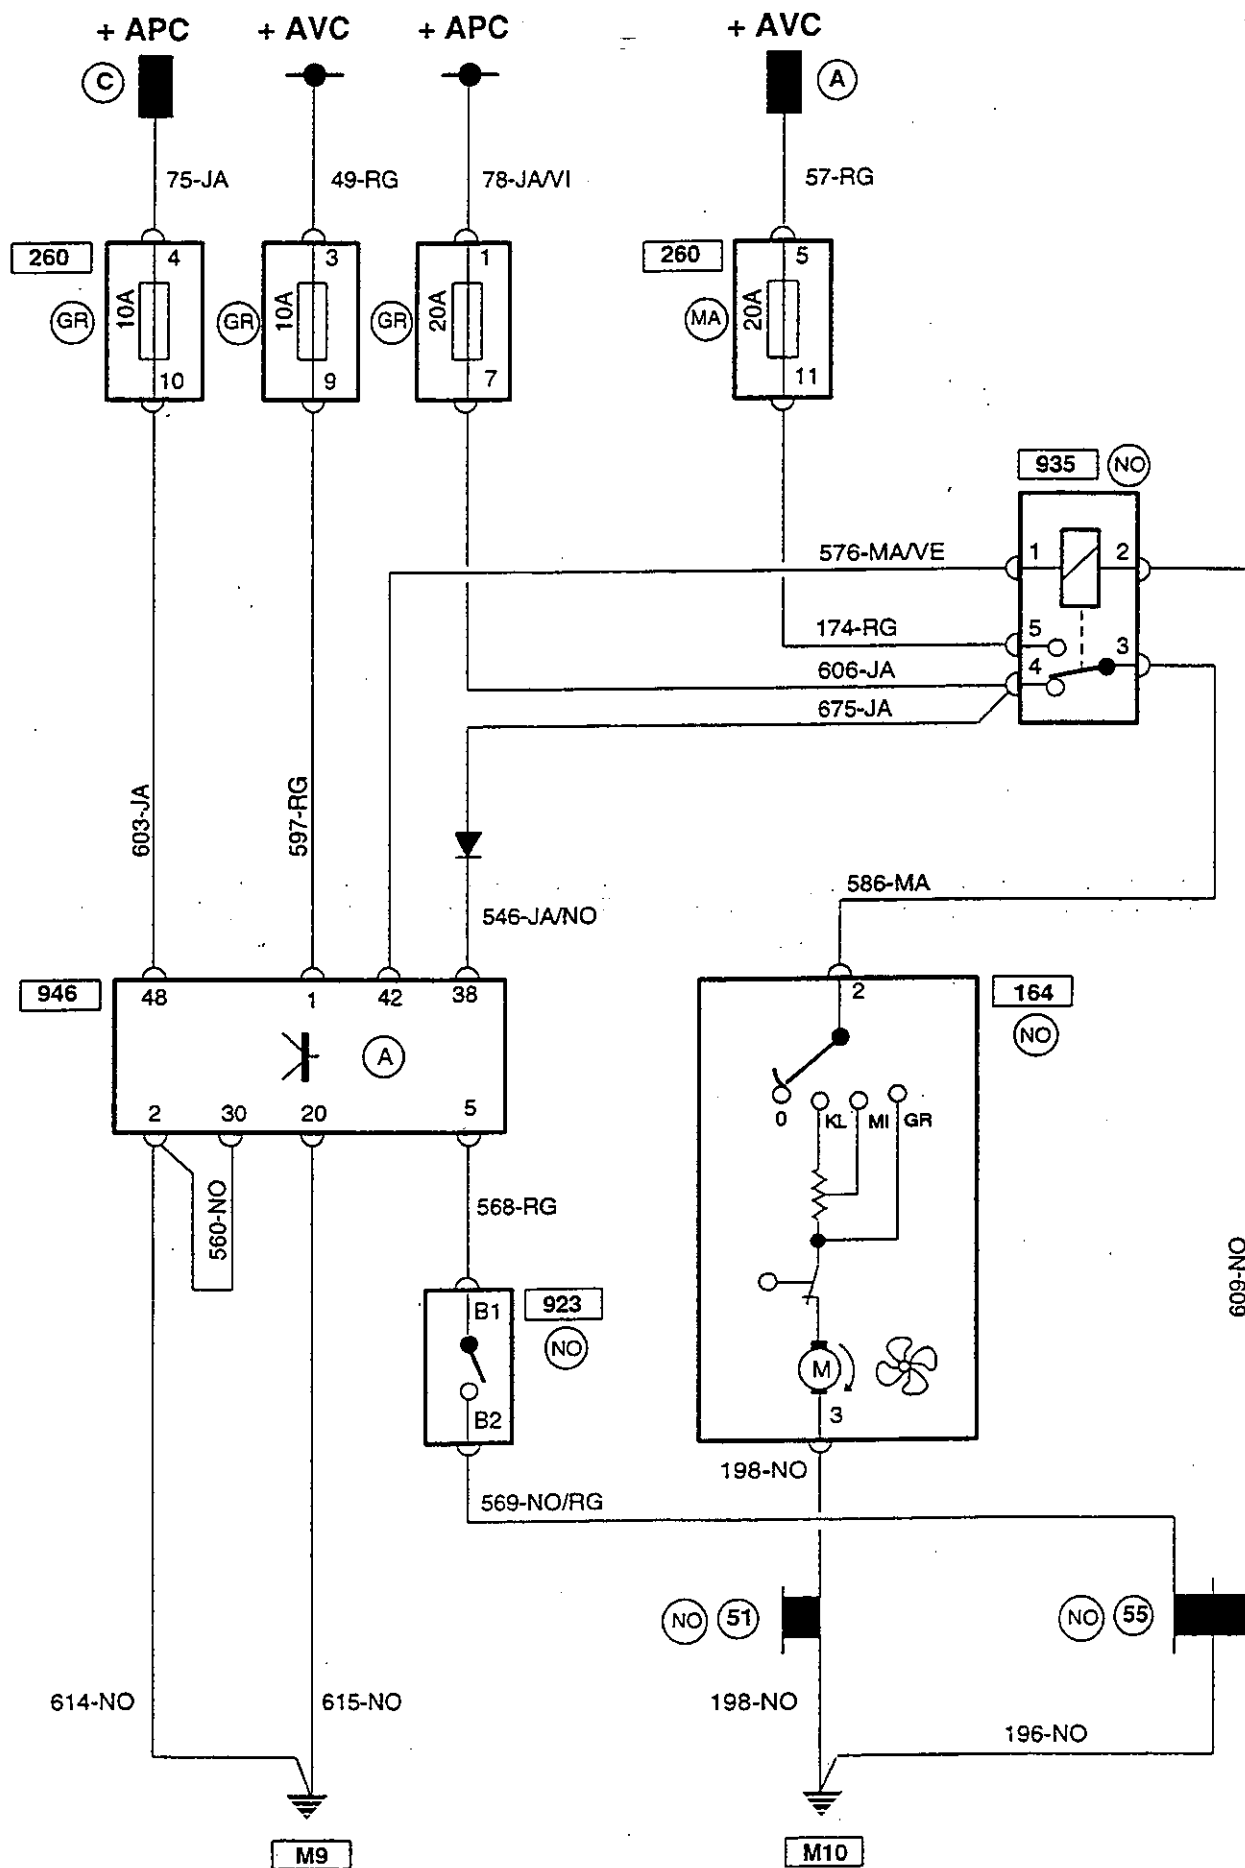 + APC + AVC + APC + AVC
C A
75-JA 49-RG 78-JA/VI 57-RG
260 4 3 1 260 5
GR 10A GR 10A GR 20A MA 20A
10 9 7 11
935 NO
576-MA/VE 1 2
174-RG 5 3
606-JA 4
675-JA
603-JA 597-RG
586-MA
546-JA/NO
946 48 1 42 38 2 164
A NO
0 KL MI GR
2 30 20 5
560-NO 568-RG
609-NO
B1 923
NO
M
B2 3
198-NO
569-NO/RG
NO 51 NO 55
614-NO 615-NO 198-NO
196-NO
M9 M10